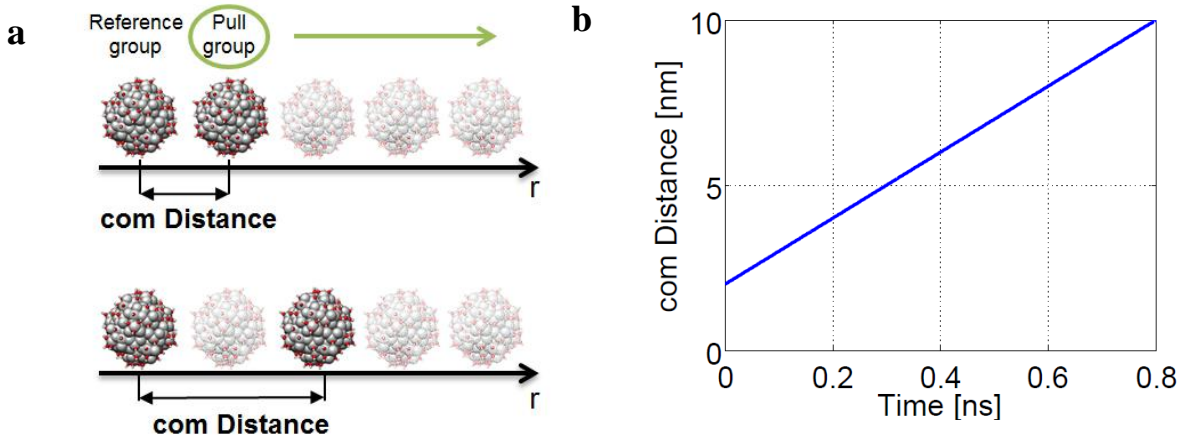 a
Reference
group
Pull
group
r
com Distance
r
com Distance
b
com Distance [nm]
10
5
0
0 0.2 0.4 0.6 0.8
Time [ns]